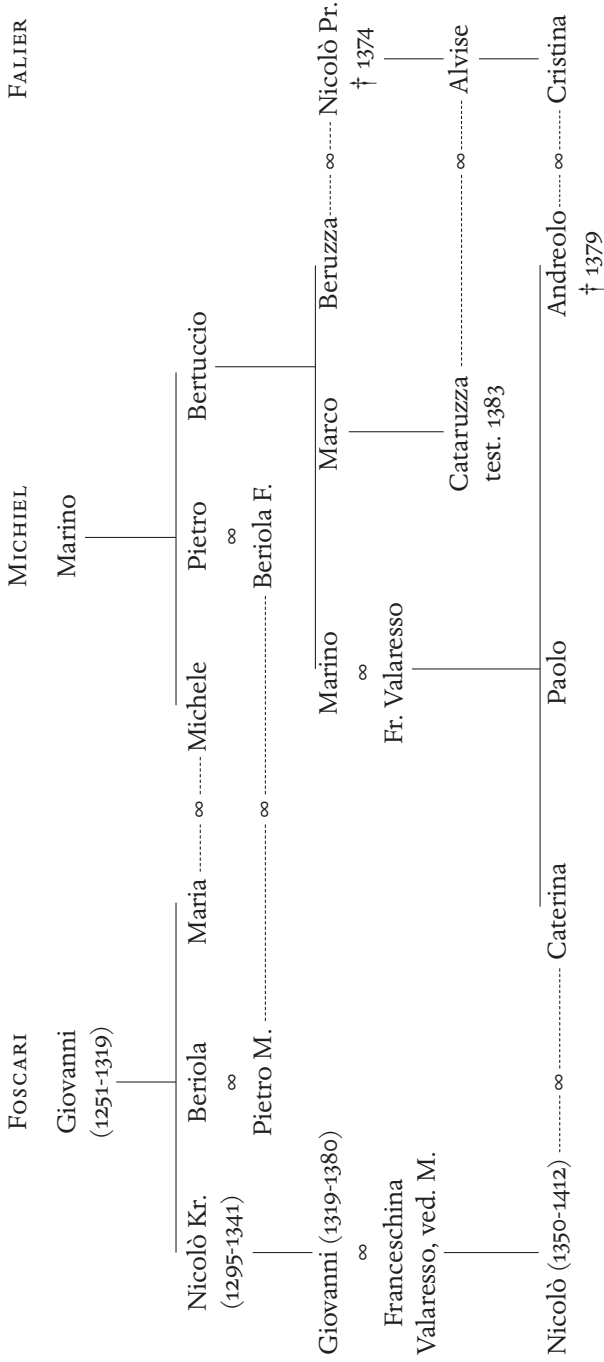 FOSCARI MICHIEL FALIER
Giovanni Marino
(1251-1319)
Nicolò Kr. Beriola Maria ∞ Michele Pietro Bertuccio
(1295-1341) ∞ ∞
Pietro M. ∞ Beriola F.
Giovanni (1319-1380) Marino Marco Beruzza ∞ Nicolò Pr.
∞ ∞ † 1374
Franceschina Fr. Valaresso
Valaresso, ved. M. Cataruzza ∞ Alvise
test. 1383
Nicolò (1350-1412) ∞ Caterina Paolo Andreolo ∞ Cristina
† 1379